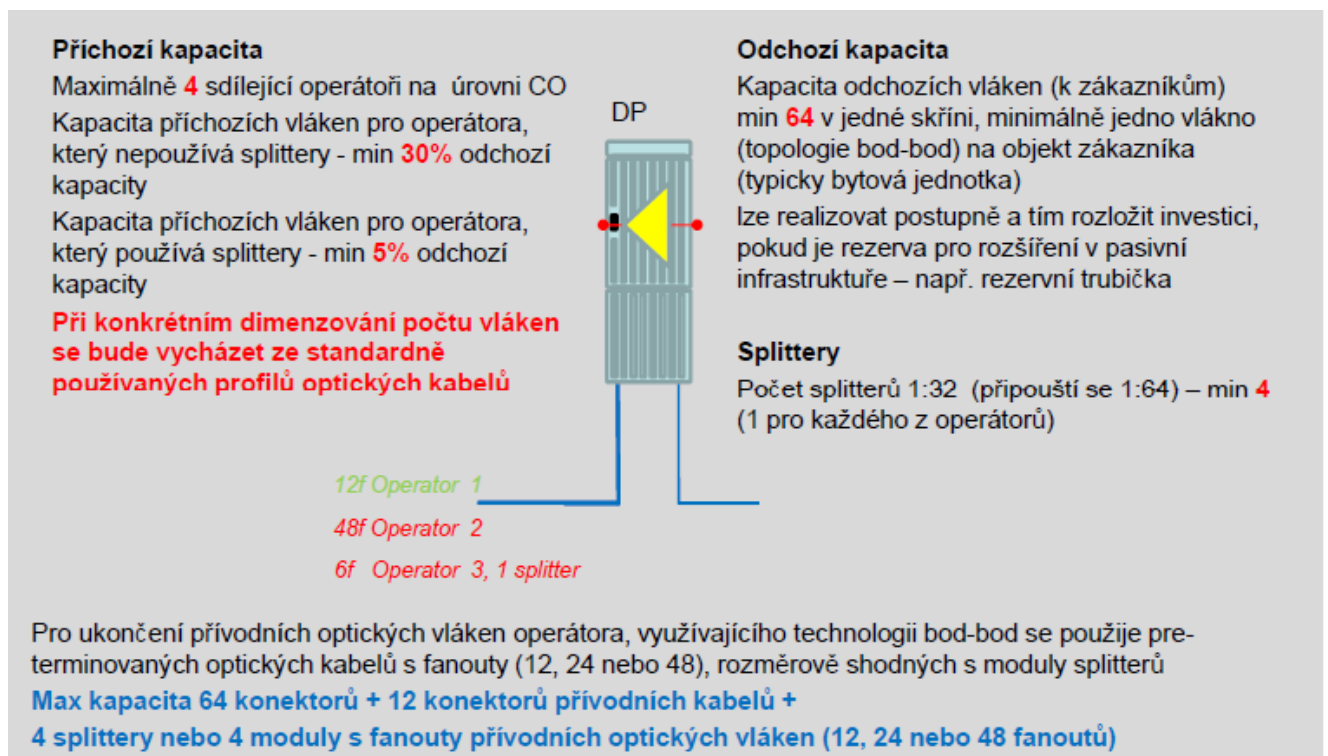 Příchozí kapacita
Maximálně 4 sdílející operátoři na úrovni CO
Kapacita příchozích vláken pro operátora,
který nepoužívá splittery - min 30% odchozí
kapacity
Kapacita příchozích vláken pro operátora,
který používá splittery - min 5% odchozí
kapacity
Při konkrétním dimenzování počtu vláken
se bude vycházet ze standardně
používaných profilů optických kabelů
DP
Odchozí kapacita
Kapacita odchozích vláken (k zákazníkům)
min 64 v jedné skříni, minimálně jedno vlákno
(topologie bod-bod) na objekt zákazníka
(typicky bytová jednotka)
lze realizovat postupně a tím rozložit investici,
pokud je rezerva pro rozšíření v pasivní
infrastruktuře – např. rezervní trubička
Splittery
Počet splitterů 1:32 (připouští se 1:64) – min 4
(1 pro každého z operátorů)
12f Operator 1
48f Operator 2
6f Operator 3, 1 splitter
Pro ukončení přívodních optických vláken operátora, využívajícího technologii bod-bod se použije pre-
terminovaných optických kabelů s fanouty (12, 24 nebo 48), rozměrově shodných s moduly splitterů
Max kapacita 64 konektorů + 12 konektorů přívodních kabelů +
4 splittery nebo 4 moduly s fanouty přívodních optických vláken (12, 24 nebo 48 fanoutů)